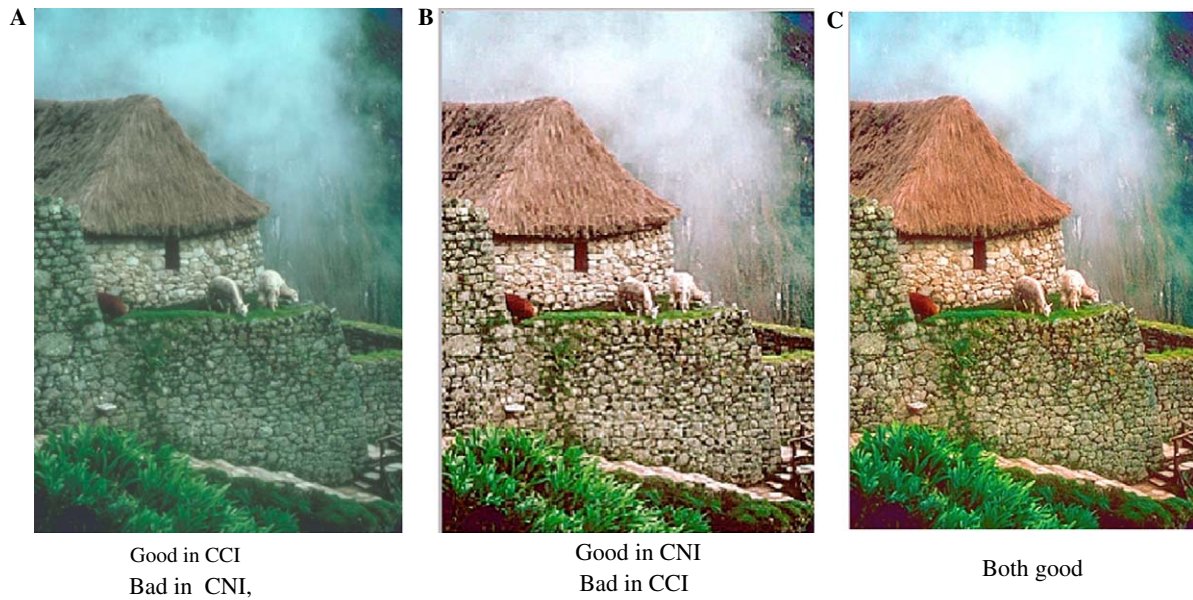 A
B
C
Good in CCI
Bad in CNI,
Good in CNI
Bad in CCI
Both good